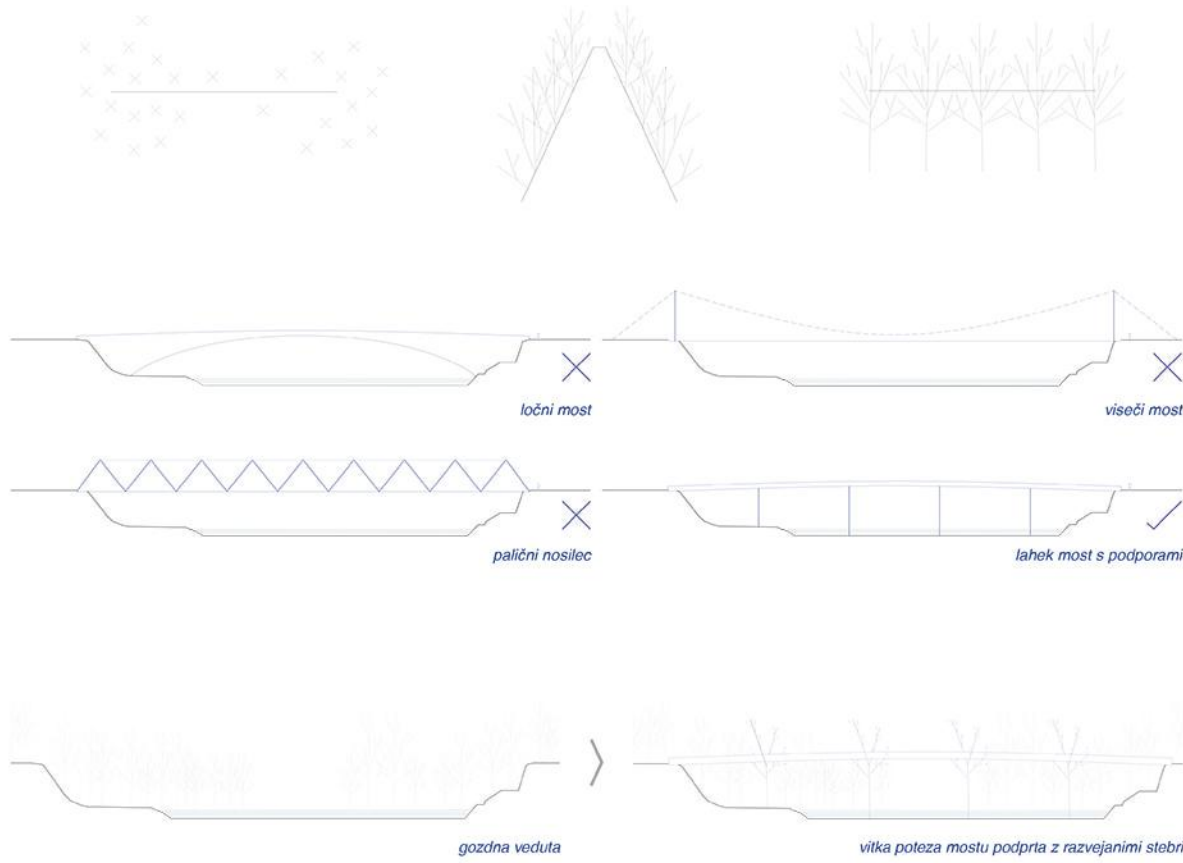 ločni most
viseči most
palični nosilec
lahek most s podporami
gozdna veduta
vitka poteza mostu podprta z razvejanimi stebri